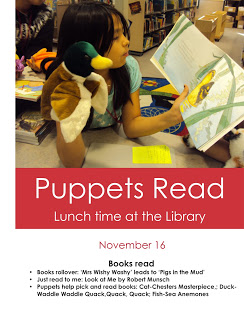 Puppets Read
Lunch time at the Library
November 16
Books read
• Books rollover: 'Mrs Wishy Washy' leads to 'Pigs in the Mud'
• Just read to me: Look at Me by Robert Munsch
• Puppets help pick and read books: Cat-Chesters Masterpiece.; Duck-
Waddle Waddle Quack,Quack, Quack; Fish-Sea Anemones